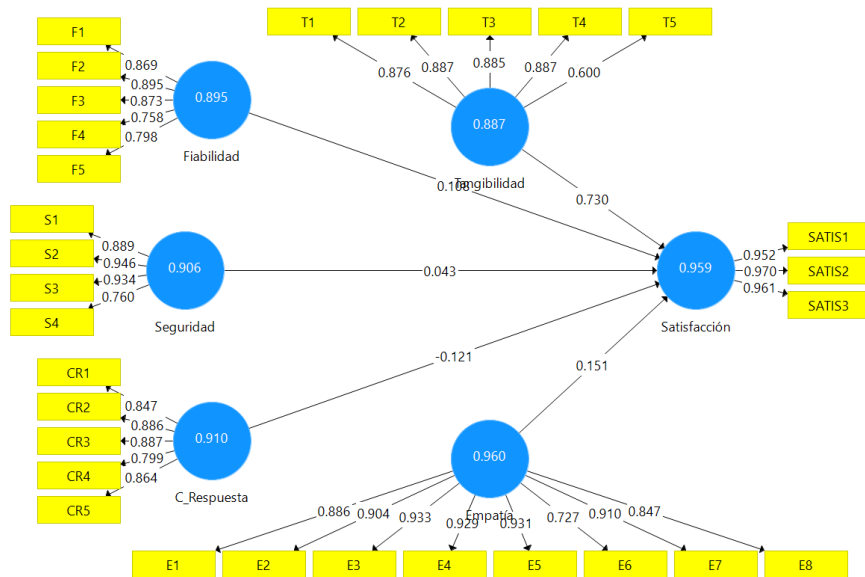 F1
F2
F3
F4
F5
0.869
0.895
0.873
0.758
0.798
0.895
Fiabilidad
T1
T2
T3
T4
T5
0.876
0.887
0.885
0.887
0.600
0.887
Tangibilidad
0.108
0.730
S1
S2
S3
S4
0.889
0.946
0.934
0.760
0.906
Seguridad
0.043
0.959
Satisfacción
0.952
0.970
0.961
SATIS1
SATIS2
SATIS3
CR1
CR2
CR3
CR4
CR5
0.847
0.886
0.887
0.799
0.864
0.910
C_Respuesta
-0.121
0.151
0.960
Empatía
0.886
0.904
0.933
0.929
0.931
0.727
0.910
0.847
E1
E2
E3
E4
E5
E6
E7
E8